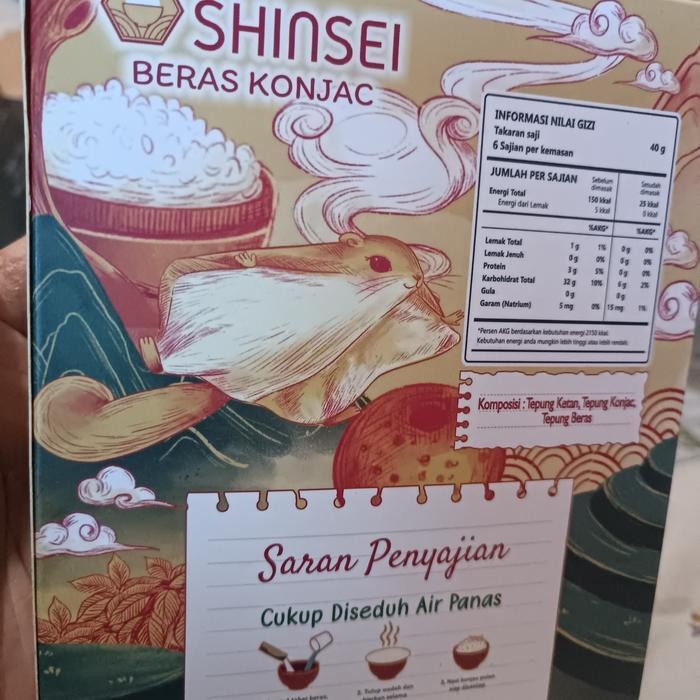 SHINSEI
BERAS KONJAC
INFORMASI NILAI GIZI
Takaran saji 40 g
6 Sajian per kemasan
JUMLAH PER SAJIAN Sebelum dimasak Sesudah dimasak
Energi Total 150 kkal 25 kkal
Energi dari Lemak 5 kkal 0 kkal
%AKG* %AKG*
Lemak Total 1 g 1% 0 g 0%
Lemak Jenuh 0 g 0% 0 g 0%
Protein 3 g 5% 0 g 0%
Karbohidrat Total 32 g 10% 6 g 2%
Gula 0 g 0 g
Garam (Natrium) 5 mg 0% 15 mg 1%
*Persen AKG berdasarkan kebutuhan energi 2150 kkal.
Kebutuhan energi anda mungkin lebih tinggi atau lebih rendah.
Komposisi : Tepung Ketan, Tepung Konjac,
Tepung Beras
Saran Penyajian
Cukup Diseduh Air Panas
2. Tutup wadah dan